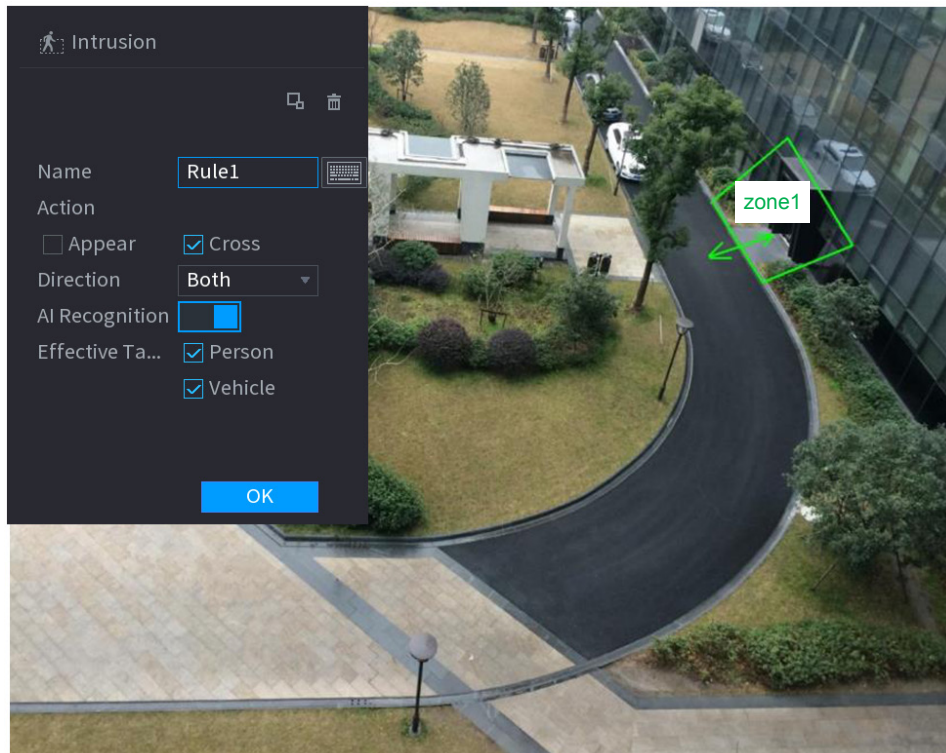 Intrusion
Name Rule1
Action
Appear Cross
Direction Both
AI Recognition
Effective Ta... Person
Vehicle
OK
zone1